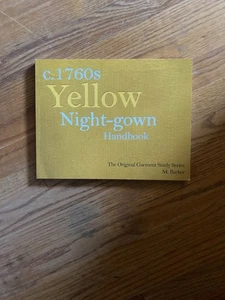 c.1760s
Yellow
Night-gown
Handbook
The Original Garment Study Series
M. Barker